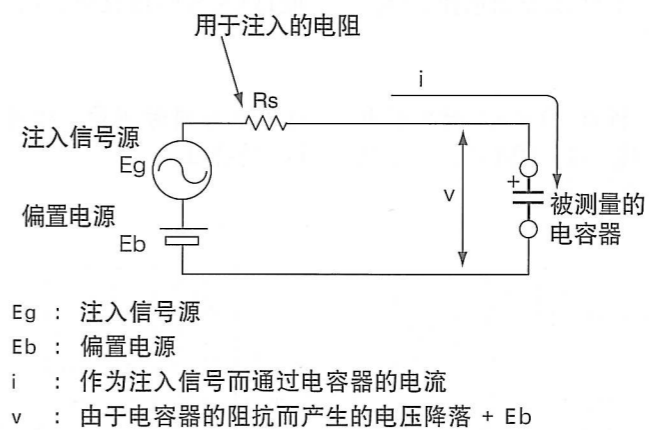 用于注入的电阻
i
Rs
注入信号源
Eg
偏置电源
Eb
v
+
被测量的
电容器
Eg : 注入信号源
Eb : 偏置电源
i : 作为注入信号而通过电容器的电流
v : 由于电容器的阻抗而产生的电压降落 + Eb